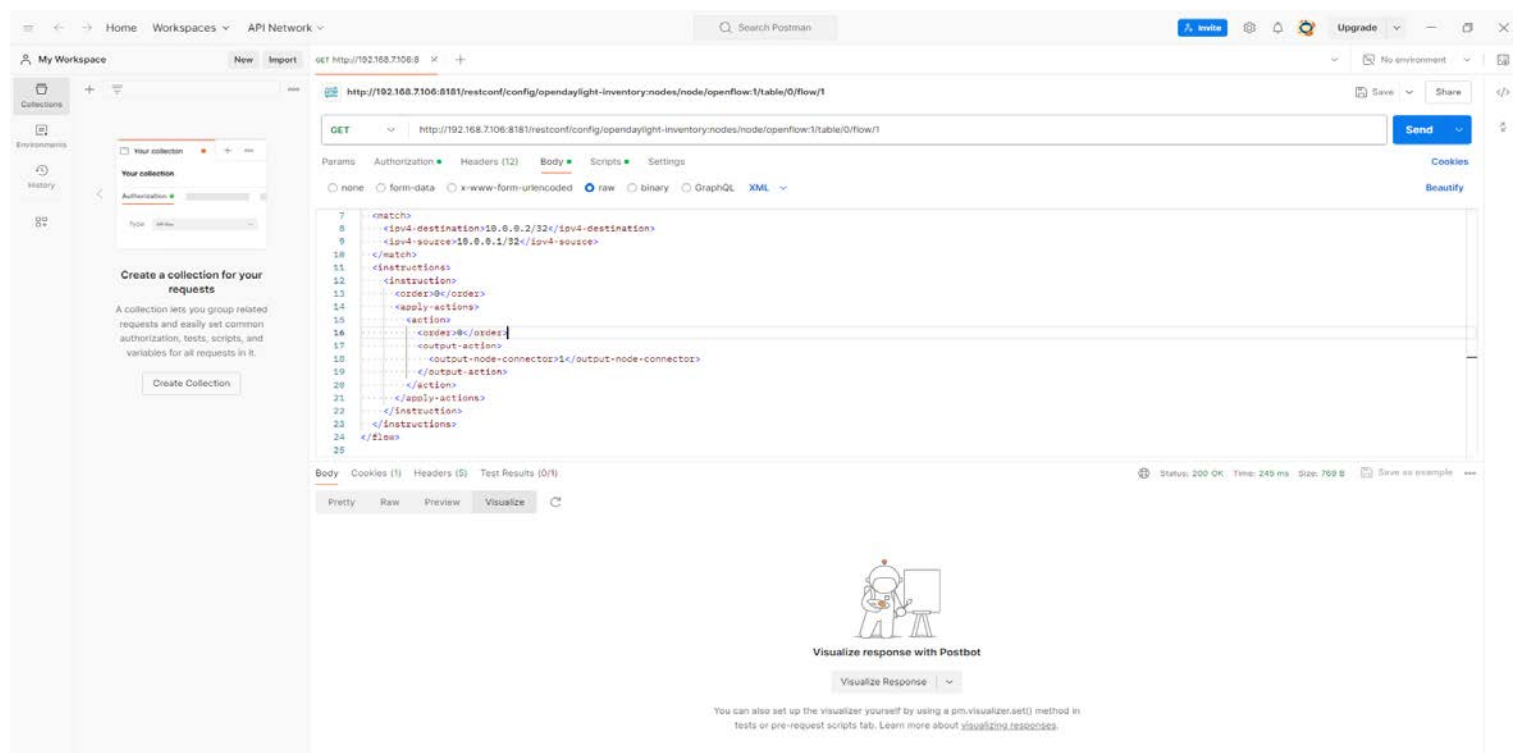 Home Workspaces API Network Search Postman Invite Upgrade
My Workspace New Import GET http://192.168.7.106:8 No environment
Collections
Environments
History
Your collection
Your collection
Authorization
Type
Create a collection for your
requests
A collection lets you group related
requests and easily set common
authorization, tests, scripts, and
variables for all requests in it.
Create Collection
http://192.168.7.106:8181/restconf/config/opendaylight-inventory:nodes/node/openflow:1/table/0/flow/1 Save Share
GET http://192.168.7.106:8181/restconf/config/opendaylight-inventory:nodes/node/openflow:1/table/0/flow/1 Send
Params Authorization Headers (12) Body Scripts Settings Cookies
none form-data x-www-form-urlencoded raw binary GraphQL XML Beautify
7 <match>
8 <ipv4-destination>10.0.0.2/32</ipv4-destination>
9 <ipv4-source>10.0.0.1/32</ipv4-source>
10 </match>
11 <instructions>
12 <instruction>
13 <order>0</order>
14 <apply-actions>
15 <action>
16 <order>0</order>
17 <output-action>
18 <output-node-connector>1</output-node-connector>
19 </output-action>
20 </action>
21 </apply-actions>
22 </instruction>
23 </instructions>
24 </flow>
25
Body Cookies (1) Headers (5) Test Results (0/1) Status: 200 OK Time: 245 ms Size: 769 B Save as example
Pretty Raw Preview Visualize
Visualize response with Postbot
Visualize Response
You can also set up the visualizer yourself by using a pm.visualizer.set() method in
tests or pre-request scripts tab. Learn more about visualizing responses.